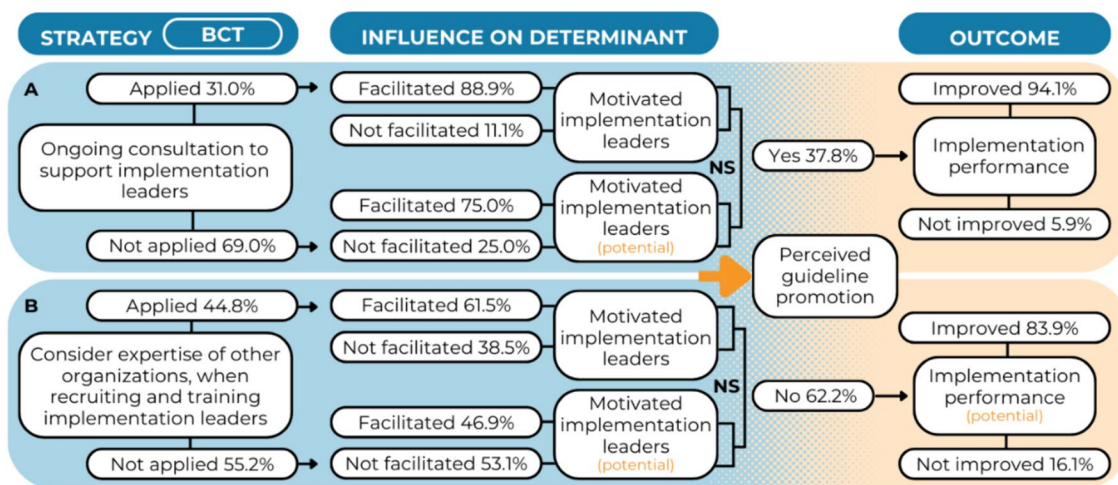 STRATEGY BCT
INFLUENCE ON DETERMINANT
OUTCOME
A
Applied 31.0%
Ongoing consultation to
support implementation
leaders
Not applied 69.0%
Facilitated 88.9%
Not facilitated 11.1%
Motivated
implementation
leaders
Facilitated 75.0%
Not facilitated 25.0%
Motivated
implementation
leaders
(potential)
NS
Yes 37.8%
Improved 94.1%
Implementation
performance
Not improved 5.9%
Perceived
guideline
promotion
B
Applied 44.8%
Consider expertise of other
organizations, when
recruiting and training
implementation leaders
Not applied 55.2%
Facilitated 61.5%
Not facilitated 38.5%
Motivated
implementation
leaders
Facilitated 46.9%
Not facilitated 53.1%
Motivated
implementation
leaders
(potential)
NS
No 62.2%
Improved 83.9%
Implementation
performance
(potential)
Not improved 16.1%